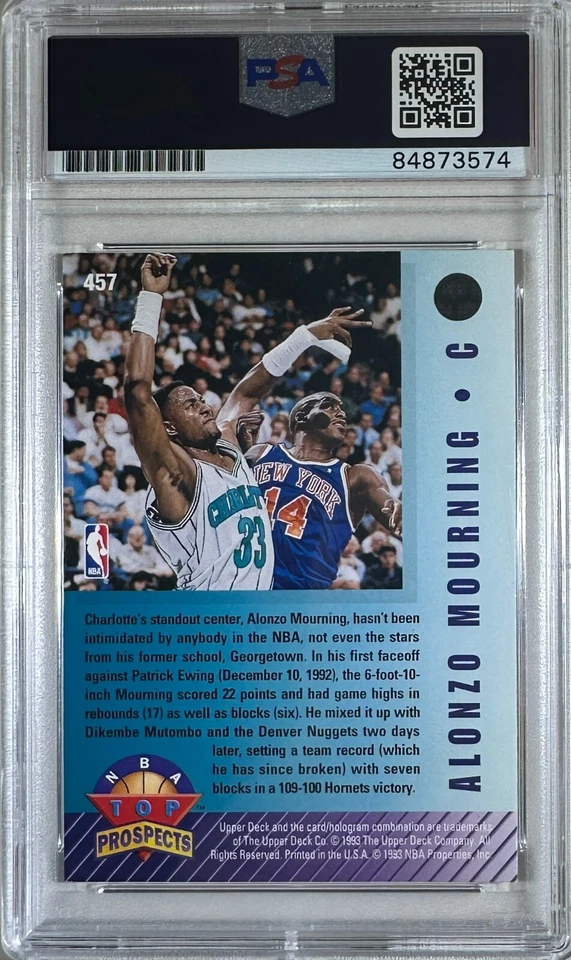 PSA
84873574
457
CHARLOTTE
33
NEW YORK
14
NBA
ALONZO MOURNING • C
Charlotte's standout center, Alonzo Mourning, hasn't been
intimidated by anybody in the NBA, not even the stars
from his former school, Georgetown. In his first faceoff
against Patrick Ewing (December 10, 1992), the 6-foot-10-
inch Mourning scored 22 points and had game highs in
rebounds (17) as well as blocks (six). He mixed it up with
Dikembe Mutombo and the Denver Nuggets two days
later, setting a team record (which
he has since broken) with seven
blocks in a 109-100 Hornets victory.
NBA
TOP
PROSPECTS
TM
Upper Deck and the card/hologram combination are trademarks
of The Upper Deck Co. © 1993 The Upper Deck Company. All
Rights Reserved. Printed in the U.S.A. © 1993 NBA Properties, Inc.